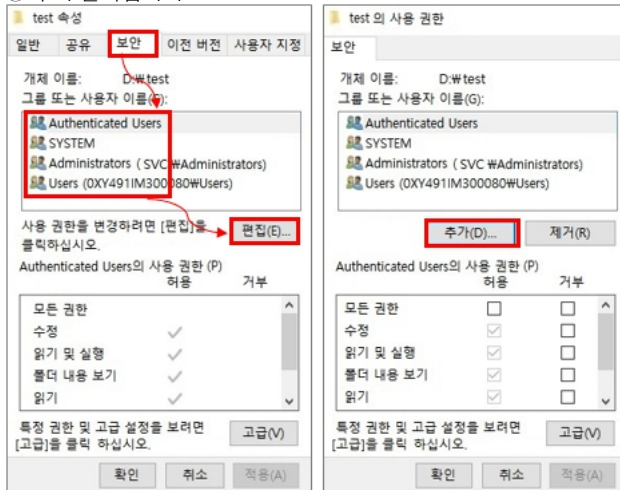 test 속성
일반 공유 보안 이전 버전 사용자 지정
개체 이름: D:₩test
그룹 또는 사용자 이름(G):
Authenticated Users
SYSTEM
Administrators ( SVC ₩Administrators)
Users (0XY491IM300080₩Users)
사용 권한을 변경하려면 [편집]을
클릭하십시오.
편집(E)...
Authenticated Users의 사용 권한 (P)
허용 거부
모든 권한
수정
읽기 및 실행
폴더 내용 보기
읽기
특정 권한 및 고급 설정을 보려면
[고급]을 클릭 하십시오.
고급(V)
확인 취소 적용(A)
test 의 사용 권한
보안
개체 이름: D:₩test
그룹 또는 사용자 이름(G):
Authenticated Users
SYSTEM
Administrators ( SVC ₩Administrators)
Users (0XY491IM300080₩Users)
추가(D)... 제거(R)
Authenticated Users의 사용 권한 (P)
허용 거부
모든 권한
수정
읽기 및 실행
폴더 내용 보기
읽기
특정 권한 및 고급 설정을 보려면
[고급]을 클릭 하십시오.
고급(V)
확인 취소 적용(A)